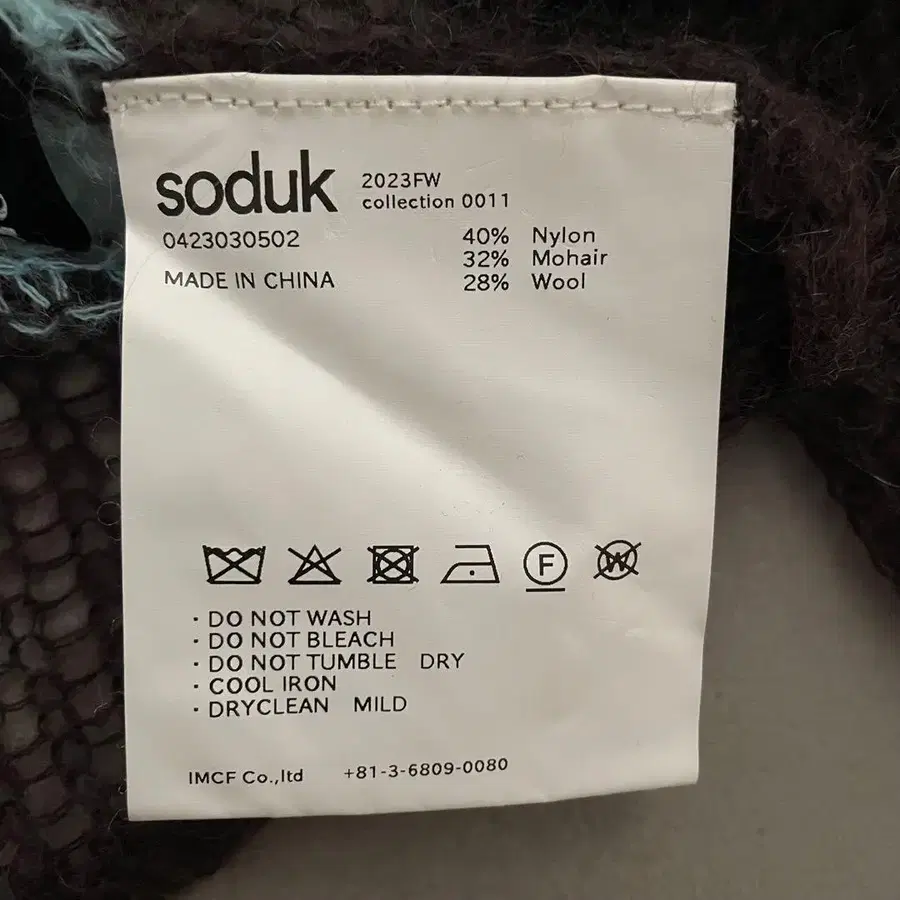 soduk
2023FW
collection 0011
0423030502
MADE IN CHINA
40% Nylon
32% Mohair
28% Wool
F W
· DO NOT WASH
· DO NOT BLEACH
· DO NOT TUMBLE DRY
· COOL IRON
· DRYCLEAN MILD
IMCF Co.,ltd +81-3-6809-0080